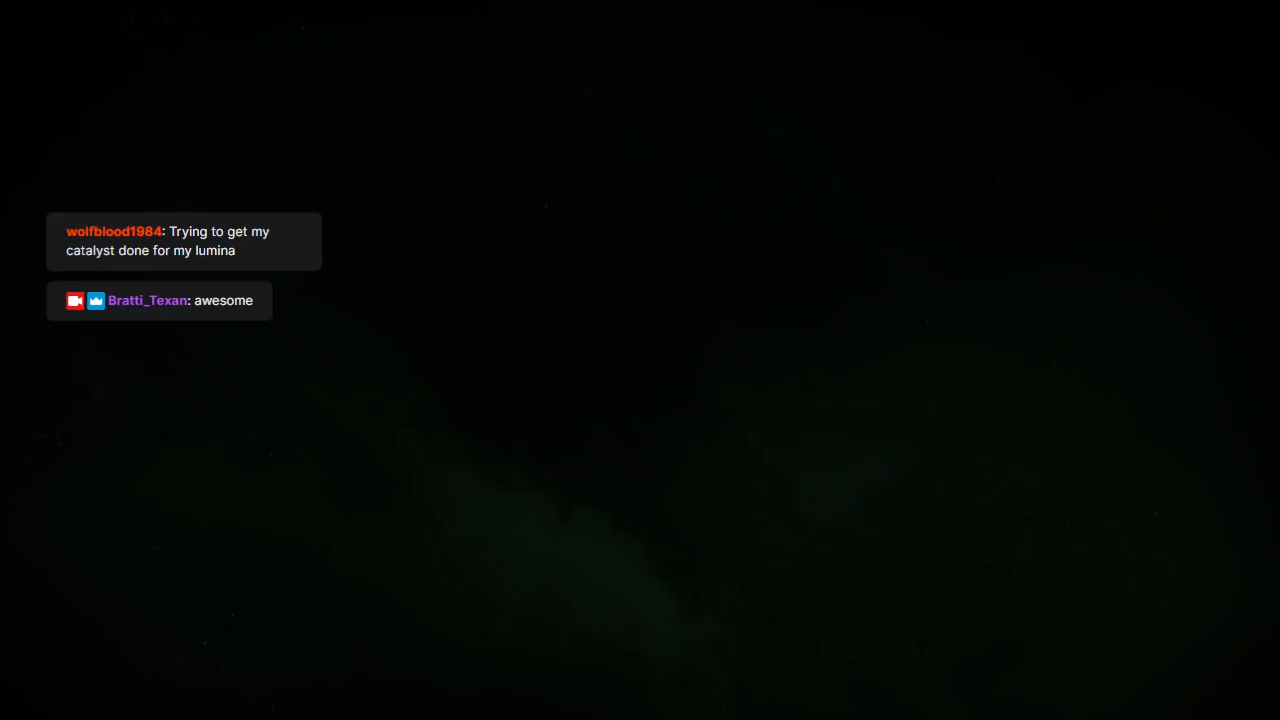 wolfblood1984: Trying to get my
catalyst done for my lumina
Bratti_Texan: awesome